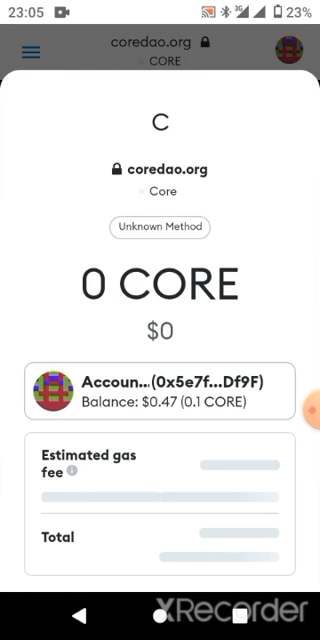 23:05 3G 23%
coredao.org
CORE
C
coredao.org
Core
Unknown Method
0 CORE
$0
Accoun... (0x5e7f...Df9F)
Balance: $0.47 (0.1 CORE)
Estimated gas
fee
Total
XRecorder